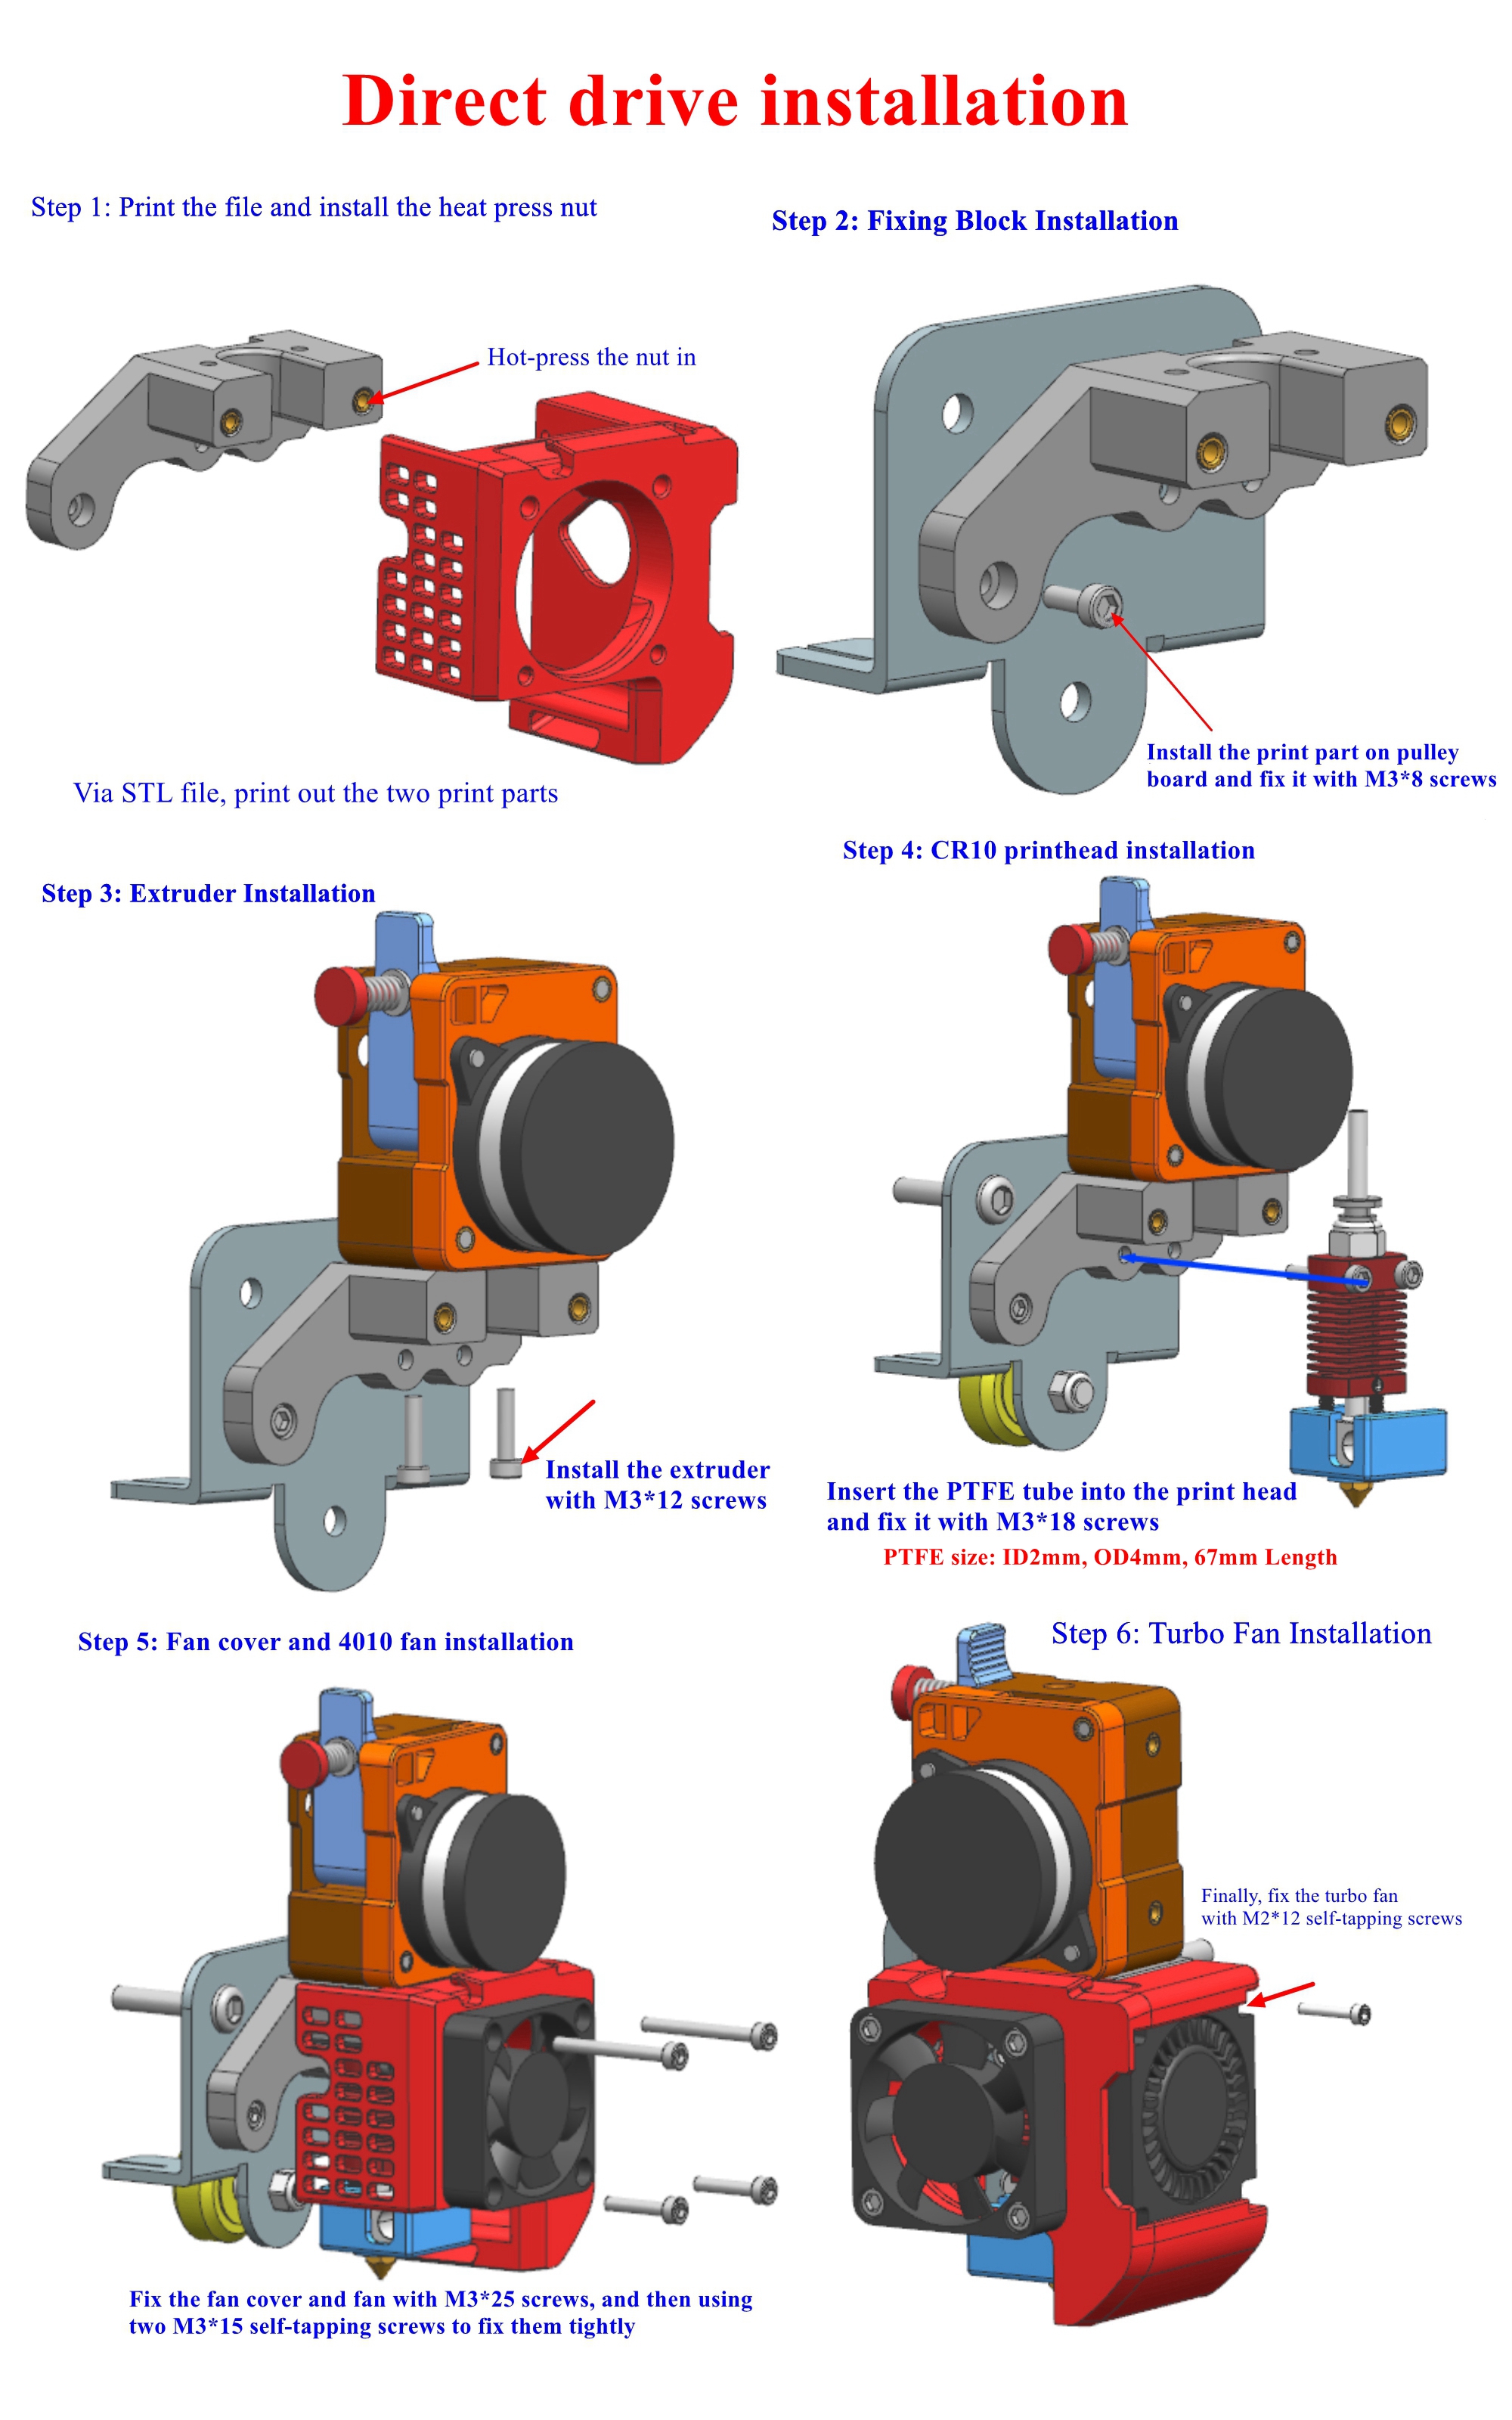 Direct drive installation
Step 1: Print the file and install the heat press nut
Hot-press the nut in
Via STL file, print out the two print parts
Step 2: Fixing Block Installation
Install the print part on pulley
board and fix it with M3*8 screws
Step 3: Extruder Installation
Install the extruder
with M3*12 screws
Step 4: CR10 printhead installation
Insert the PTFE tube into the print head
and fix it with M3*18 screws
PTFE size: ID2mm, OD4mm, 67mm Length
Step 5: Fan cover and 4010 fan installation
Fix the fan cover and fan with M3*25 screws, and then using
two M3*15 self-tapping screws to fix them tightly
Step 6: Turbo Fan Installation
Finally, fix the turbo fan
with M2*12 self-tapping screws